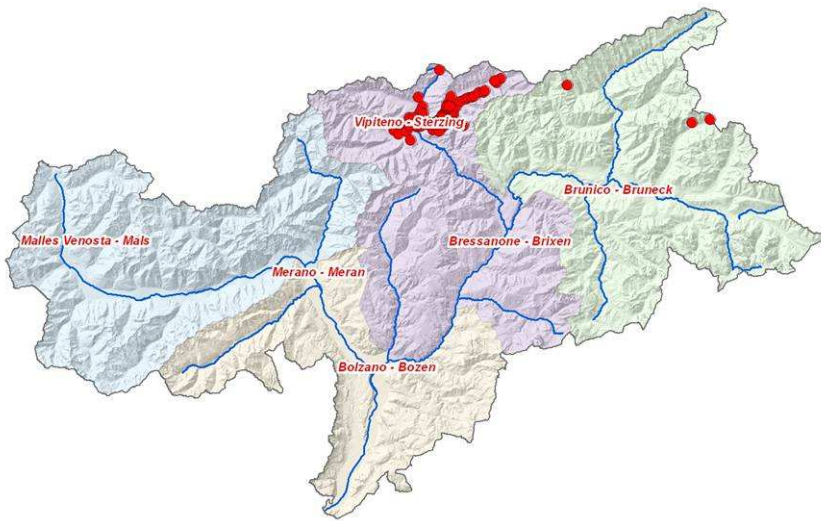 Vipiteno - Sterzing
Brunico - Bruneck
Malles Venosta - Mals
Bressanone - Brixen
Merano - Meran
Bolzano - Bozen